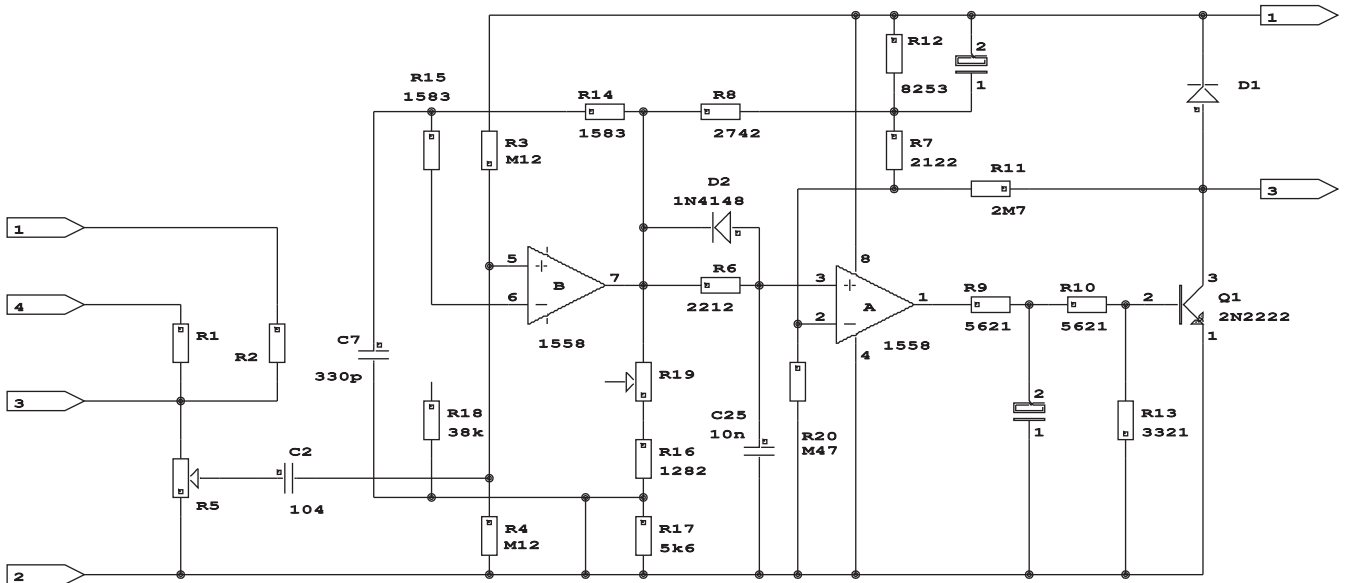 1
R12
2
R15
1583
8253
1
D1
R14
1583
R8
2742
R3
M12
R7
2122
R11
2M7
3
D2
1N4148
1
5
B
7
6
1558
R6
2212
8
3
A
1
2
1558
4
R9
5621
R10
5621
3
2
Q1
2N2222
1
4
R1
R2
C7
330p
R19
3
R18
38k
C25
10n
R20
M47
2
1
R13
3321
C2
104
R5
R16
1282
R4
M12
R17
5k6
2